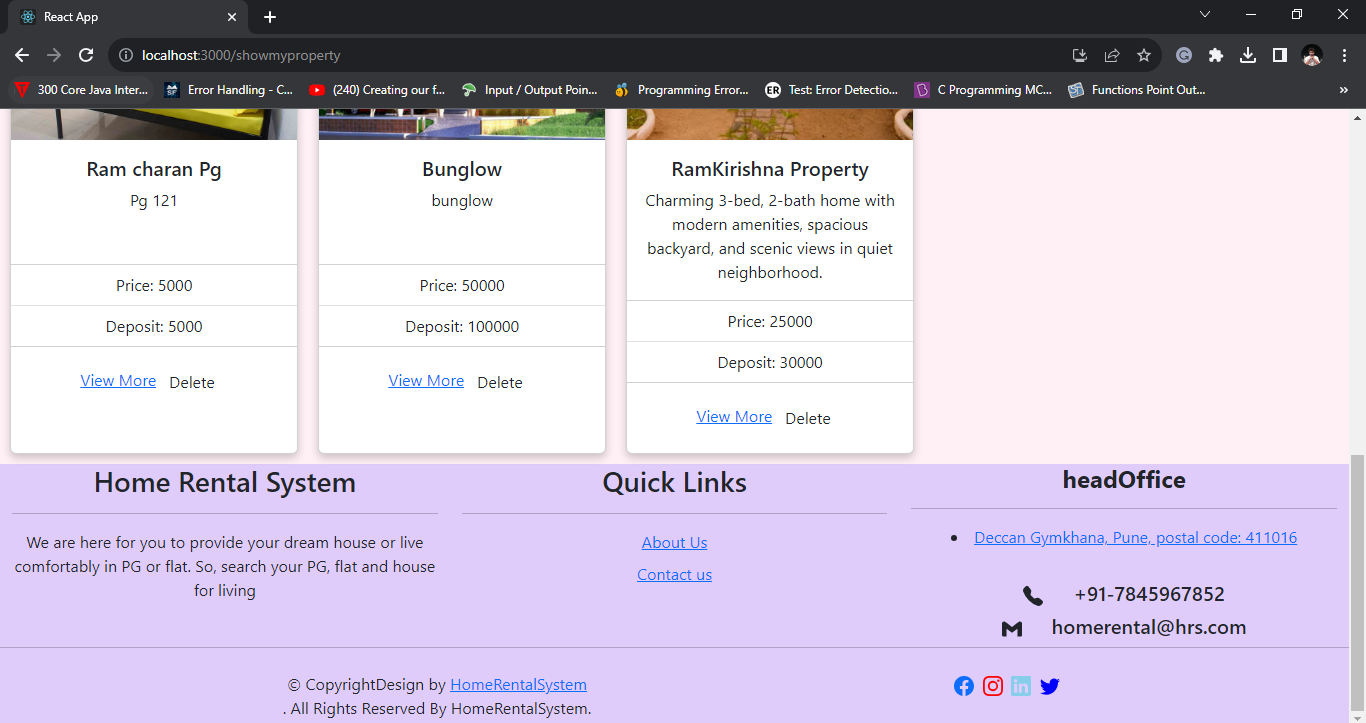 React App
localhost:3000/showmyproperty
300 Core Java Inter...
Error Handling - C...
(240) Creating our f...
Input / Output Poin...
Programming Error...
ER
Test: Error Detectio...
C Programming MC...
Functions Point Out...
»
Ram charan Pg
Pg 121
Price: 5000
Deposit: 5000
View More Delete
Bunglow
bunglow
Price: 50000
Deposit: 100000
View More Delete
RamKirishna Property
Charming 3-bed, 2-bath home with
modern amenities, spacious
backyard, and scenic views in quiet
neighborhood.
Price: 25000
Deposit: 30000
View More Delete
Home Rental System
We are here for you to provide your dream house or live
comfortably in PG or flat. So, search your PG, flat and house
for living
Quick Links
About Us
Contact us
headOffice
Deccan Gymkhana, Pune, postal code: 411016
+91-7845967852
homerental@hrs.com
© CopyrightDesign by HomeRentalSystem
. All Rights Reserved By HomeRentalSystem.